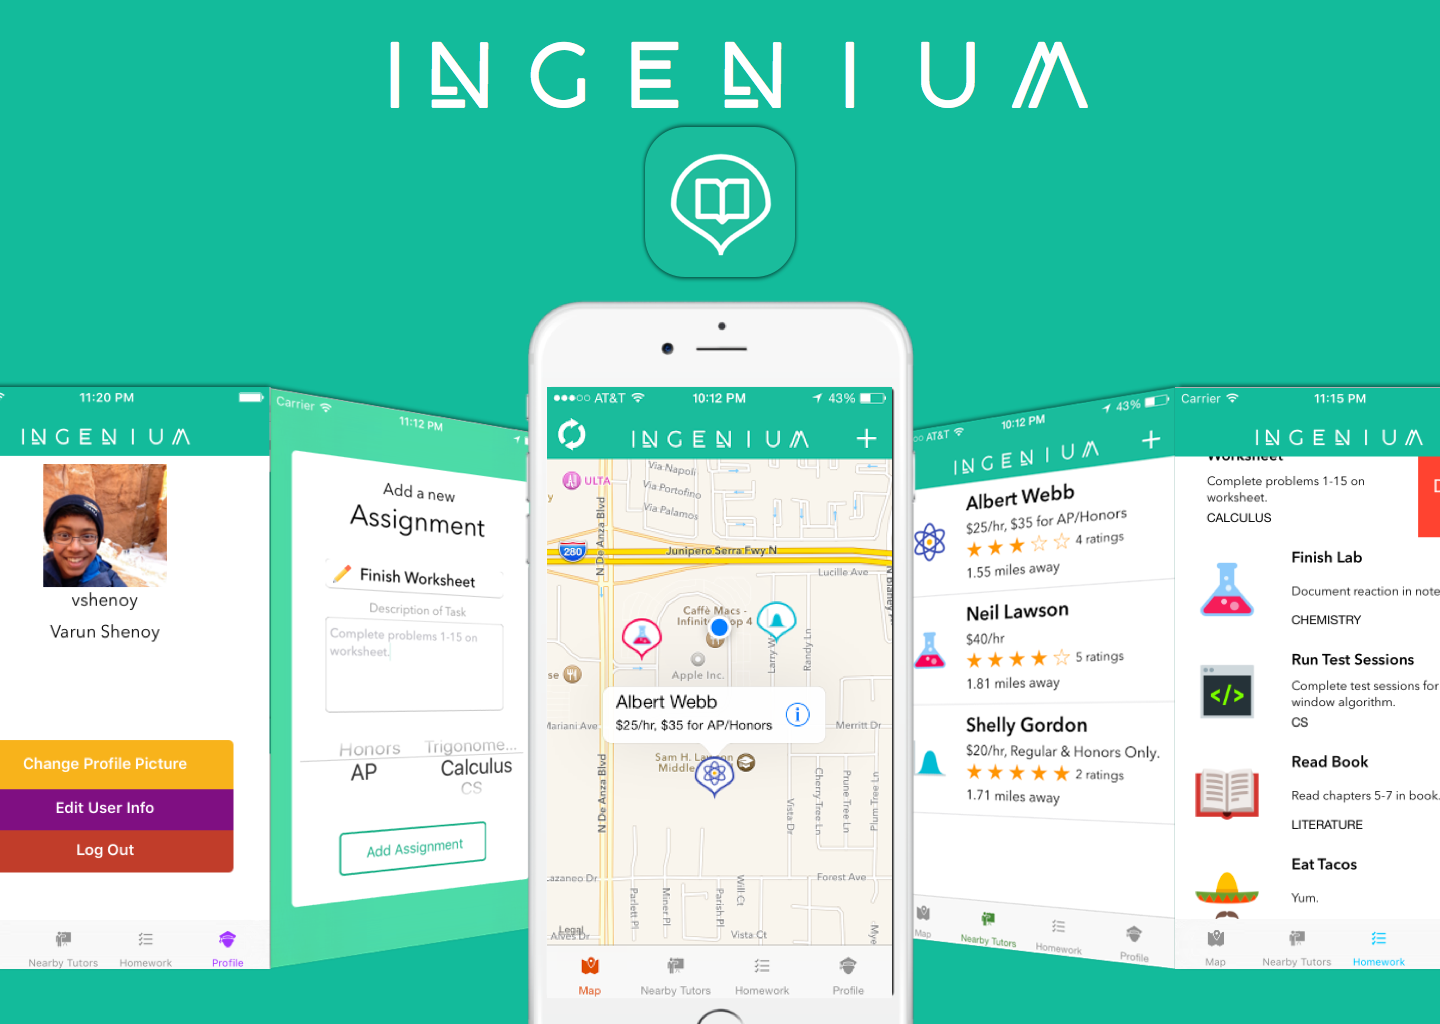 INGENIUM
11:20 PM
INGENIUM
vshenoy
Varun Shenoy
Change Profile Picture
Edit User Info
Log Out
Nearby Tutors
Homework
Profile
Carrier
11:12 PM
Add a new
Assignment
Finish Worksheet
Description of Task
Complete problems 1-15 on
worksheet.
Honors
Trigonome...
AP
Calculus
CS
Add Assignment
AT&T
10:12 PM
43%
INGENIUM
ULTA
Via Napoli
Via Portofino
Via Palamos
y
N De Anza Blvd
280
Junipero Serra Fwy N
Lucille Ave
N Blaney
Caffè Macs -
Infinite Loop 4
Larry W
Randy Ln
se
Apple Inc.
Albert Webb
$25/hr, $35 for AP/Honors
Mariani Ave
Merritt Dr
Sam H. Lawson
Middle
N De Anza Blvd
Vista Dr
Cherry Tree Ln
Prune Tree Ln
Plum Tree Ln
Lazaneo Dr
Forest Ave
Parlett Pl
Miner Pl
Parish Pl
Will Ct
Legal
Alves Dr
Vista Ct
Mye
Map
Nearby Tutors
Homework
Profile
AT&T
10:12 PM
43%
INGENIUM
Albert Webb
$25/hr, $35 for AP/Honors
4 ratings
1.55 miles away
Neil Lawson
$40/hr
5 ratings
1.81 miles away
Shelly Gordon
$20/hr, Regular & Honors Only.
2 ratings
1.71 miles away
Map
Nearby Tutors
Homework
Profile
Carrier
11:15 PM
INGENIUM
Worksheet
Complete problems 1-15 on
worksheet.
CALCULUS
D
Finish Lab
Document reaction in note
CHEMISTRY
Run Test Sessions
Complete test sessions for
window algorithm.
CS
</>
Read Book
Read chapters 5-7 in book.
LITERATURE
Eat Tacos
Yum.
Map
Nearby Tutors
Homework